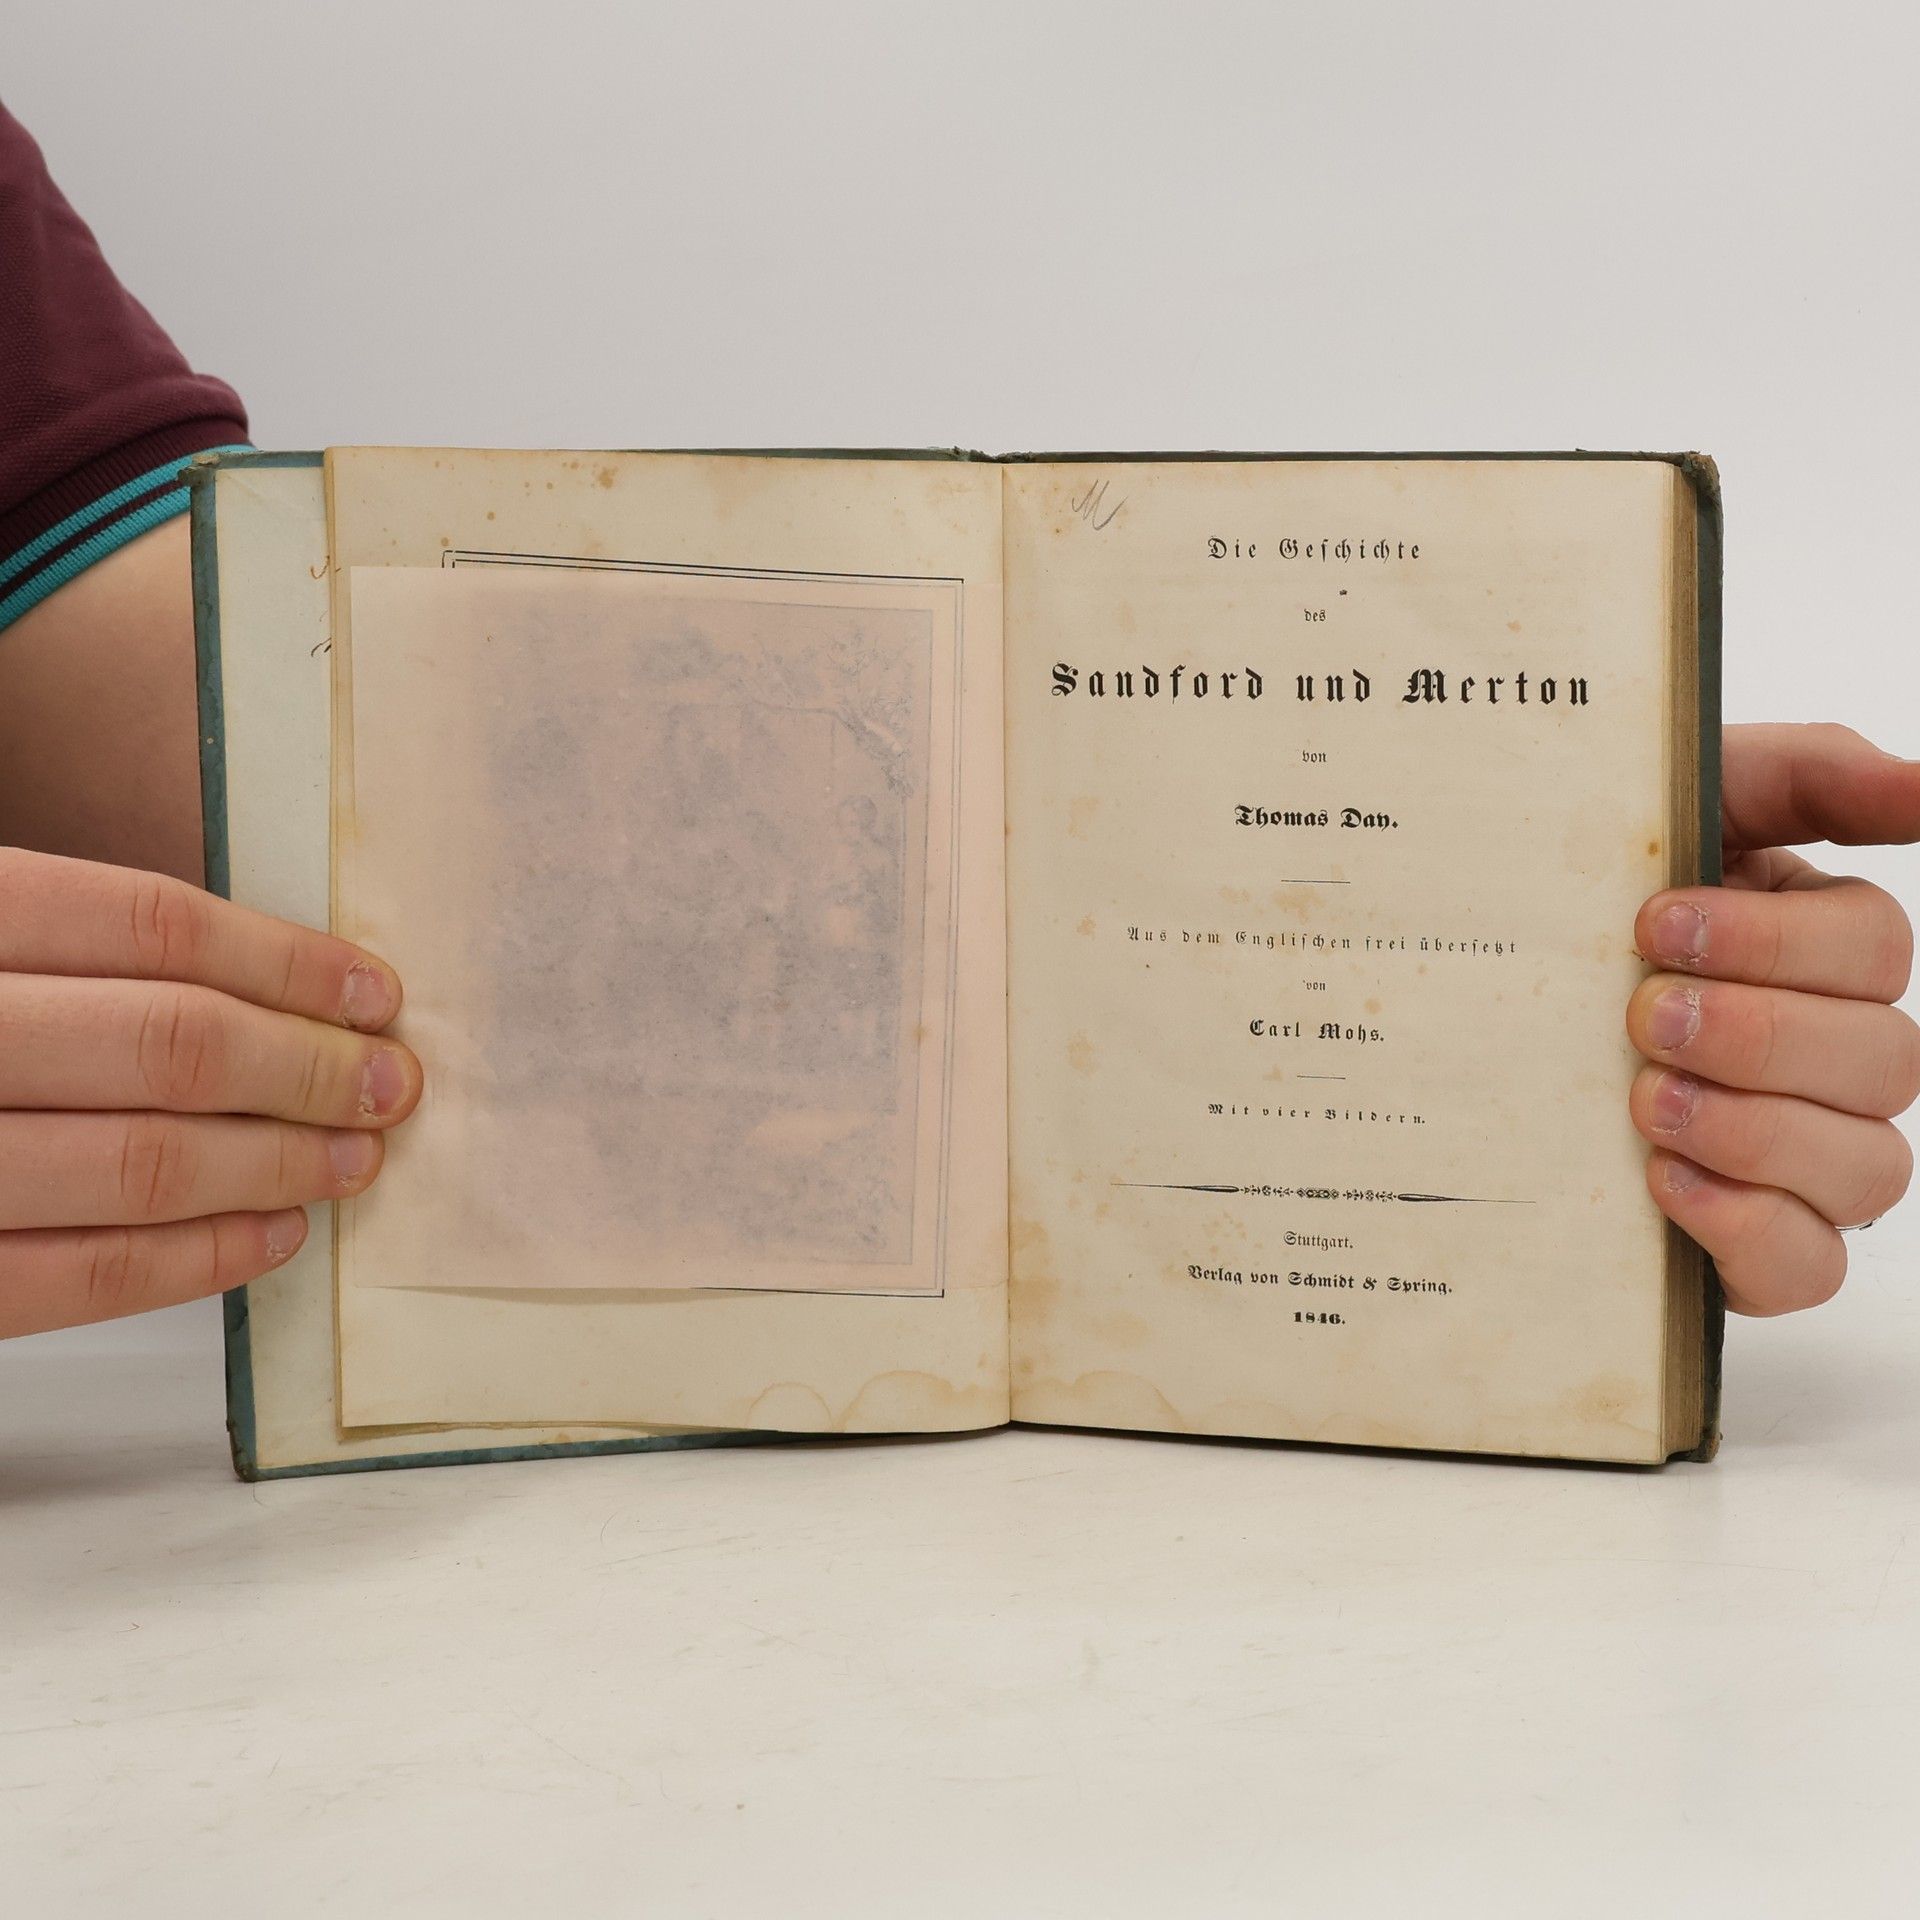 M
Die Geſchichte
des
Sandford und Merton
von
Thomas Day.
Aus dem Engliſchen frei überſetzt
von
Carl Mohs.
Mit vier Bildern.
Stuttgart.
Verlag von Schmidt & Spring.
1846.